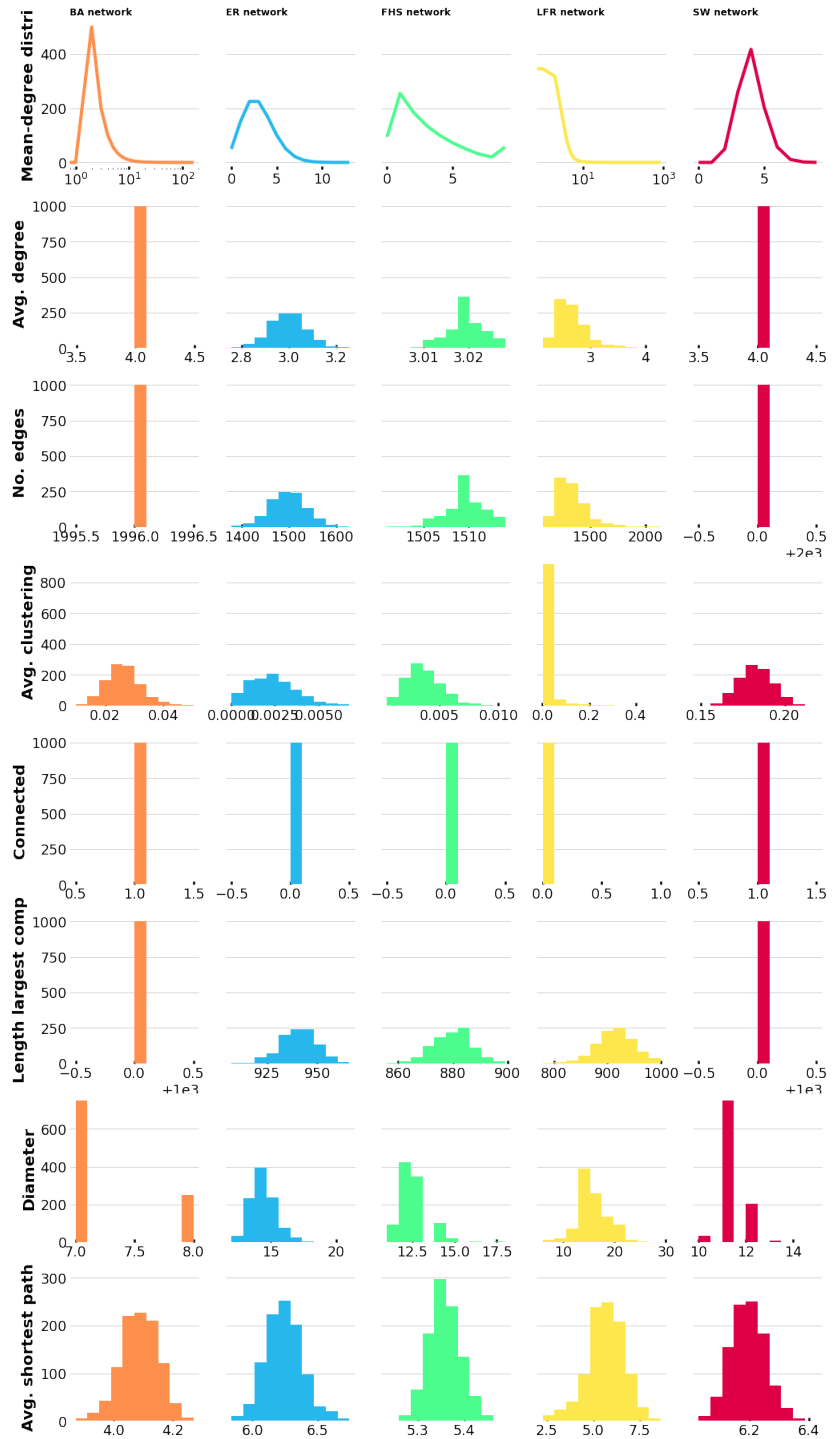 BA network ER network FHS network LFR network SW network
Mean-degree distri
400
200
0
10⁰ 10¹ 10² 0 5 10 0 5 10¹ 10³ 0 5
Avg. degree
1000
750
500
250
0
3.5 4.0 4.5 2.8 3.0 3.2 3.01 3.02 3 4 3.5 4.0 4.5
No. edges
1000
750
500
250
0
1995.5 1996.0 1996.5 1400 1500 1600 1505 1510 1500 2000 −0.5 0.0 0.5
+2e3
Avg. clustering
800
600
400
200
0
0.02 0.04 0.0000 0.0025 0.0050 0.005 0.010 0.0 0.2 0.4 0.15 0.20
Connected
1000
750
500
250
0
0.5 1.0 1.5 −0.5 0.0 0.5 −0.5 0.0 0.5 0.0 0.5 1.0 0.5 1.0 1.5
Length largest comp
1000
750
500
250
0
−0.5 0.0 0.5 925 950 860 880 900 800 900 1000 −0.5 0.0 0.5
+1e3 +1e3
Diameter
600
400
200
0
7.0 7.5 8.0 15 20 12.5 15.0 17.5 10 20 30 10 12 14
Avg. shortest path
300
200
100
0
4.0 4.2 6.0 6.5 5.3 5.4 2.5 5.0 7.5 6.2 6.4